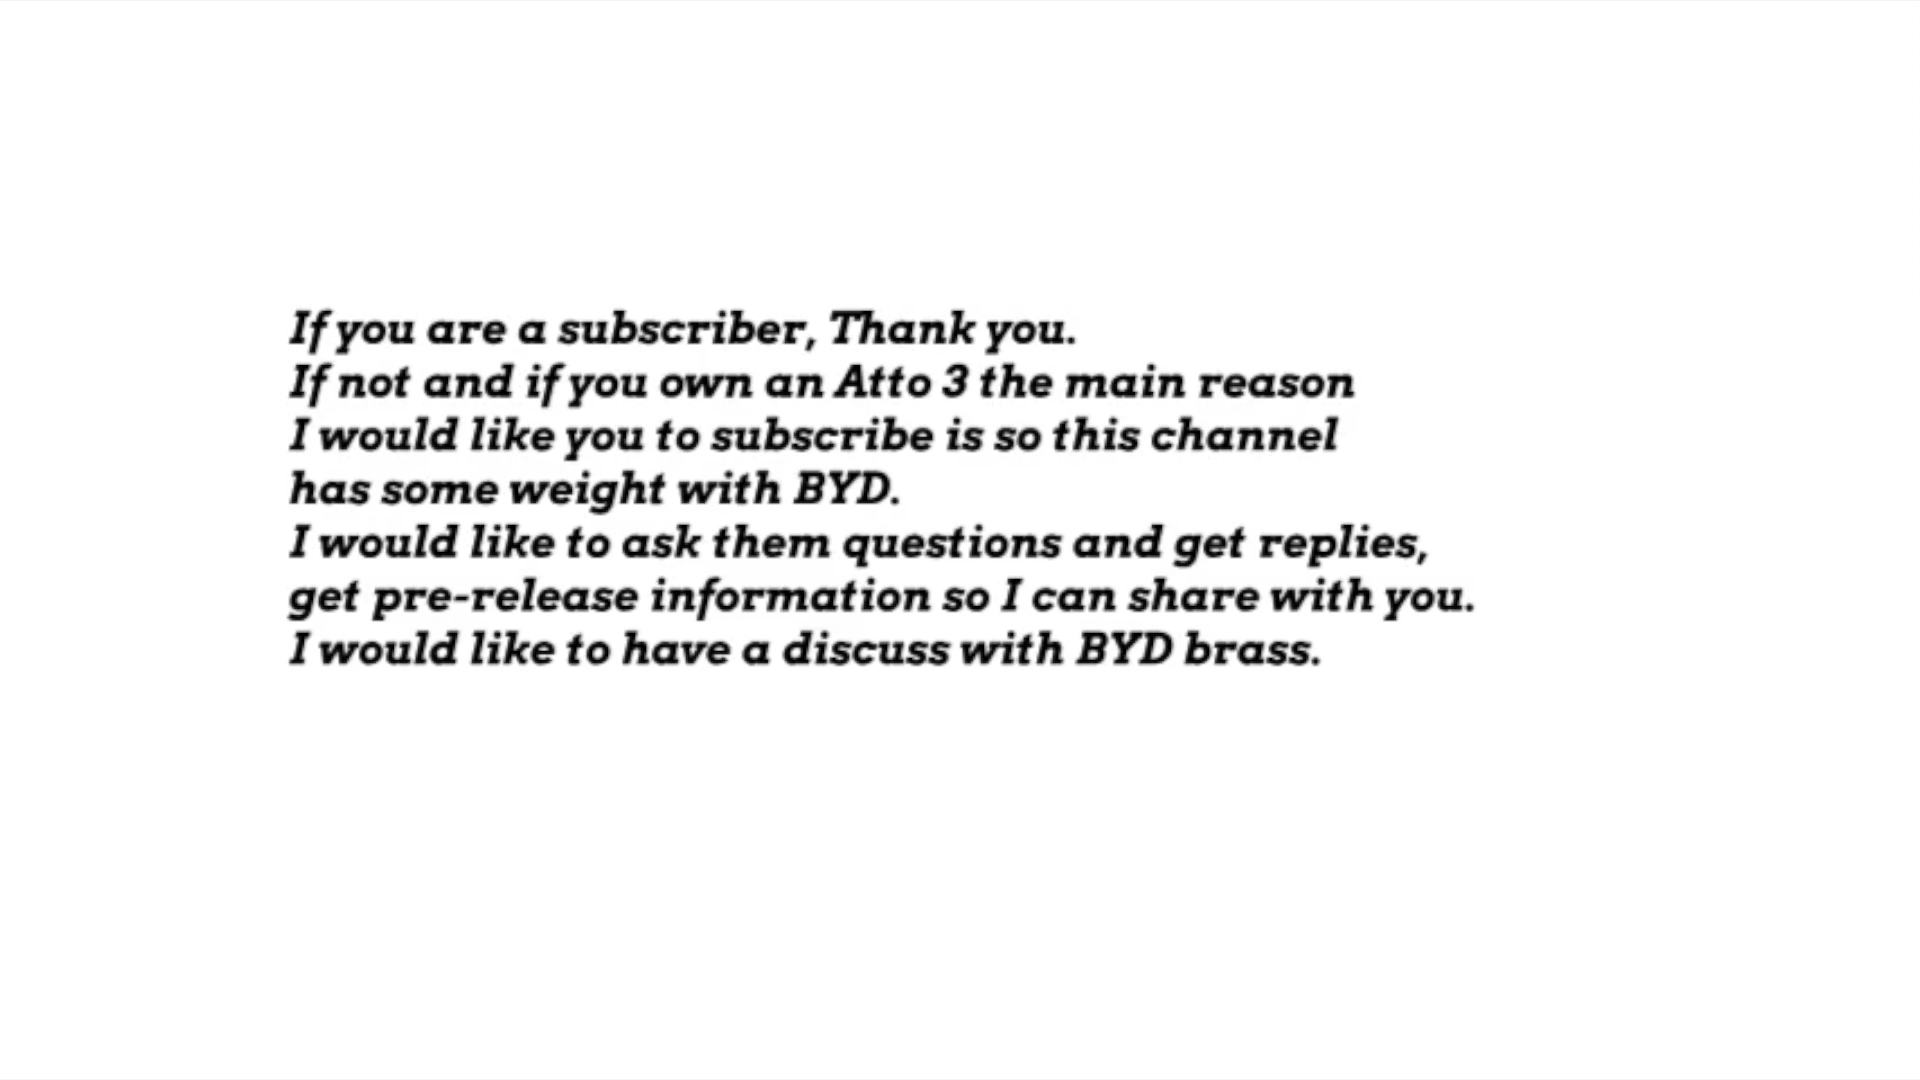 If you are a subscriber, Thank you.
If not and if you own an Atto 3 the main reason
I would like you to subscribe is so this channel
has some weight with BYD.
I would like to ask them questions and get replies,
get pre-release information so I can share with you.
I would like to have a discuss with BYD brass.